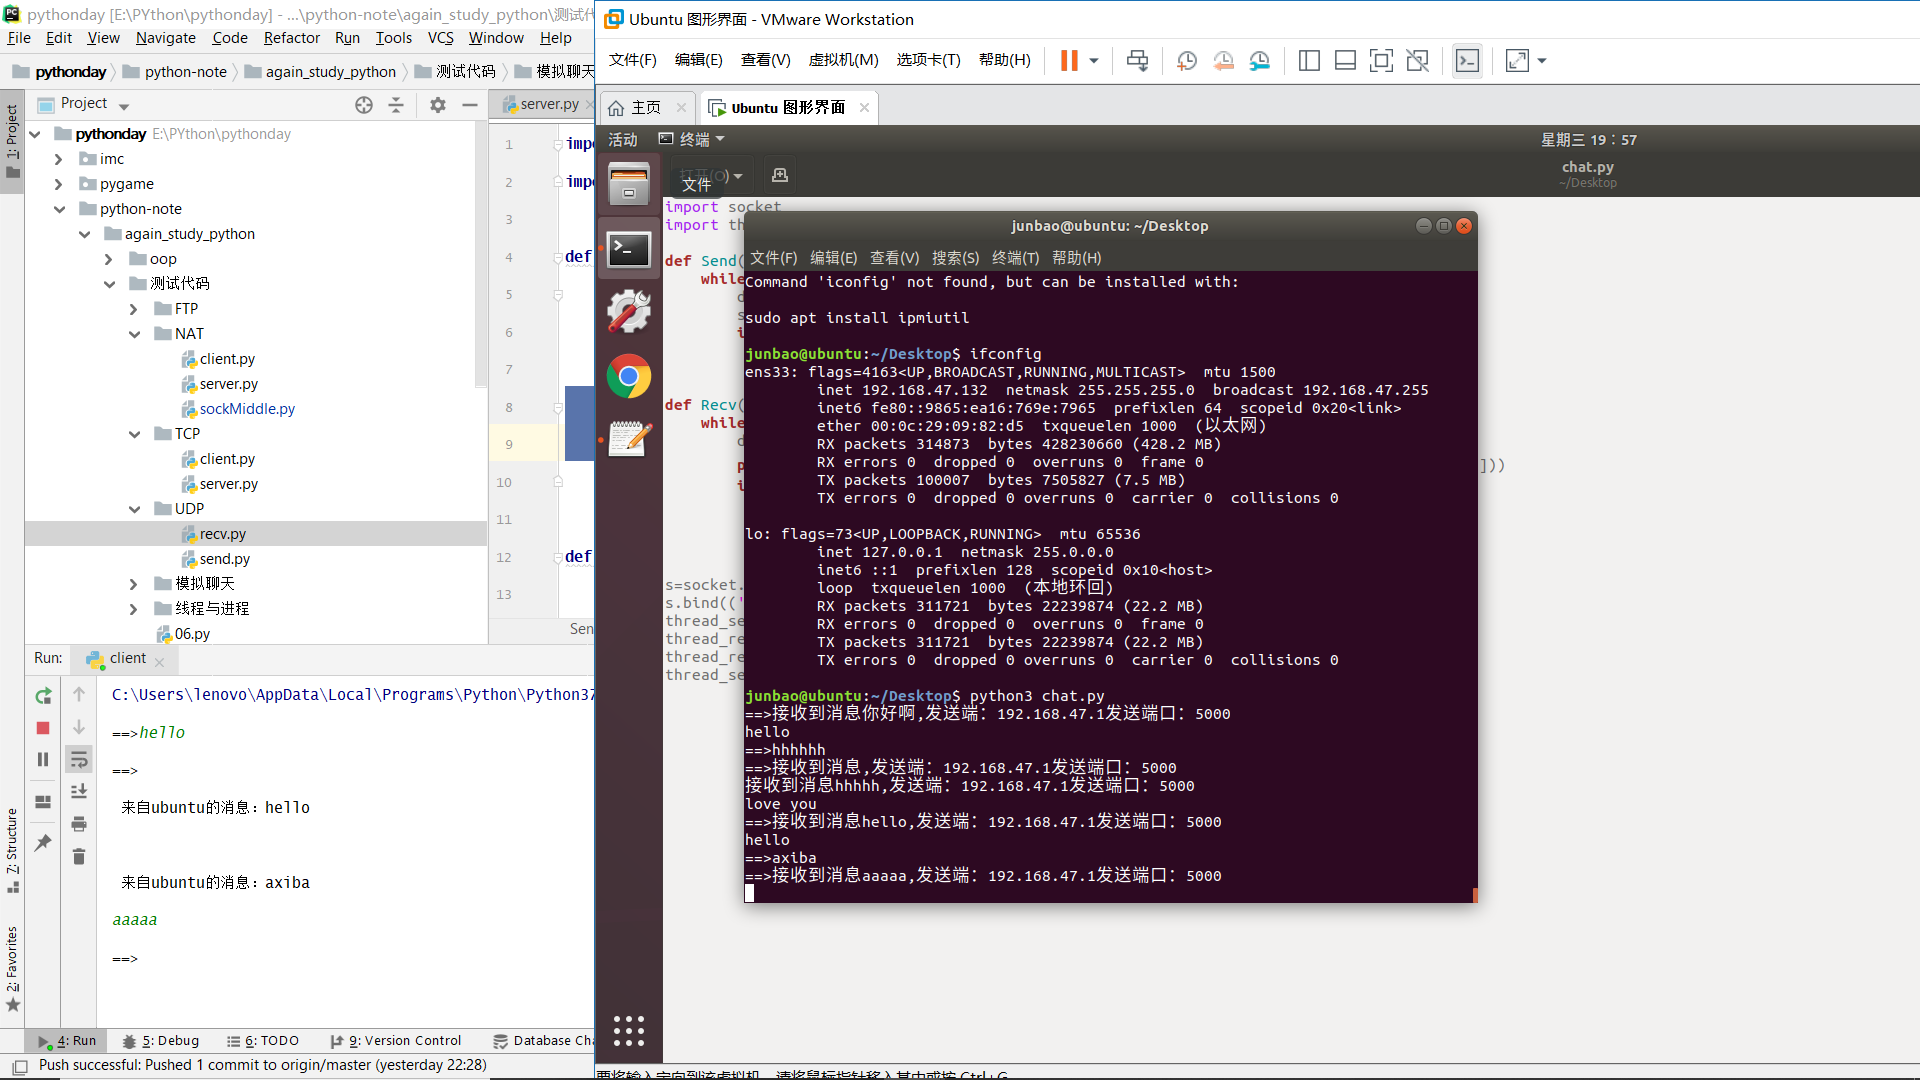 pythonday [E:\PYthon\pythonday] - ...\python-note\again_study_python\测试
File Edit View Navigate Code Refactor Run Tools VCS Window Help
pythonday python-note again_study_python 测试代码 模拟聊天
1: Project
Project
server.py
pythonday E:\PYthon\pythonday
imc
pygame
python-note
again_study_python
oop
测试代码
FTP
NAT
client.py
server.py
sockMiddle.py
TCP
client.py
server.py
UDP
recv.py
send.py
模拟聊天
线程与进程
06.py
1
impo
2
impo
3
4
def
5
6
7
8
9
10
11
12
def
13
Sen
Run: client
C:\Users\lenovo\AppData\Local\Programs\Python\Python37
==>hello
==>
来自ubuntu的消息：hello
来自ubuntu的消息：axiba
aaaaa
==>
7: Structure
2: Favorites
4: Run 5: Debug 6: TODO 9: Version Control Database Cha
Push successful: Pushed 1 commit to origin/master (yesterday 22:28)
Ubuntu 图形界面 - VMware Workstation
文件(F) 编辑(E) 查看(V) 虚拟机(M) 选项卡(T) 帮助(H)
主页 Ubuntu 图形界面
活动 终端 星期三 19：57
打开(O) 文件
chat.py
~/Desktop
import socket
import th
def Send(
while
d
s
i
def Recv(
while
d
p ]))
i
s=socket.
s.bind(('
thread_se
thread_re
thread_re
thread_se
junbao@ubuntu: ~/Desktop
文件(F) 编辑(E) 查看(V) 搜索(S) 终端(T) 帮助(H)
Command 'iconfig' not found, but can be installed with:
sudo apt install ipmiutil
junbao@ubuntu:~/Desktop$ ifconfig
ens33: flags=4163<UP,BROADCAST,RUNNING,MULTICAST>  mtu 1500
inet 192.168.47.132  netmask 255.255.255.0  broadcast 192.168.47.255
inet6 fe80::9865:ea16:769e:7965  prefixlen 64  scopeid 0x20<link>
ether 00:0c:29:09:82:d5  txqueuelen 1000  (以太网)
RX packets 314873  bytes 428230660 (428.2 MB)
RX errors 0  dropped 0  overruns 0  frame 0
TX packets 100007  bytes 7505827 (7.5 MB)
TX errors 0  dropped 0 overruns 0  carrier 0  collisions 0
lo: flags=73<UP,LOOPBACK,RUNNING>  mtu 65536
inet 127.0.0.1  netmask 255.0.0.0
inet6 ::1  prefixlen 128  scopeid 0x10<host>
loop  txqueuelen 1000  (本地环回)
RX packets 311721  bytes 22239874 (22.2 MB)
RX errors 0  dropped 0  overruns 0  frame 0
TX packets 311721  bytes 22239874 (22.2 MB)
TX errors 0  dropped 0 overruns 0  carrier 0  collisions 0
junbao@ubuntu:~/Desktop$ python3 chat.py
==>接收到消息你好啊,发送端：192.168.47.1发送端口：5000
hello
==>hhhhhh
==>接收到消息,发送端：192.168.47.1发送端口：5000
接收到消息hhhhh,发送端：192.168.47.1发送端口：5000
love you
==>接收到消息hello,发送端：192.168.47.1发送端口：5000
hello
==>axiba
==>接收到消息aaaaa,发送端：192.168.47.1发送端口：5000
要将输入定向到该虚拟机，请将鼠标指针移入其中或按 Ctrl+G。